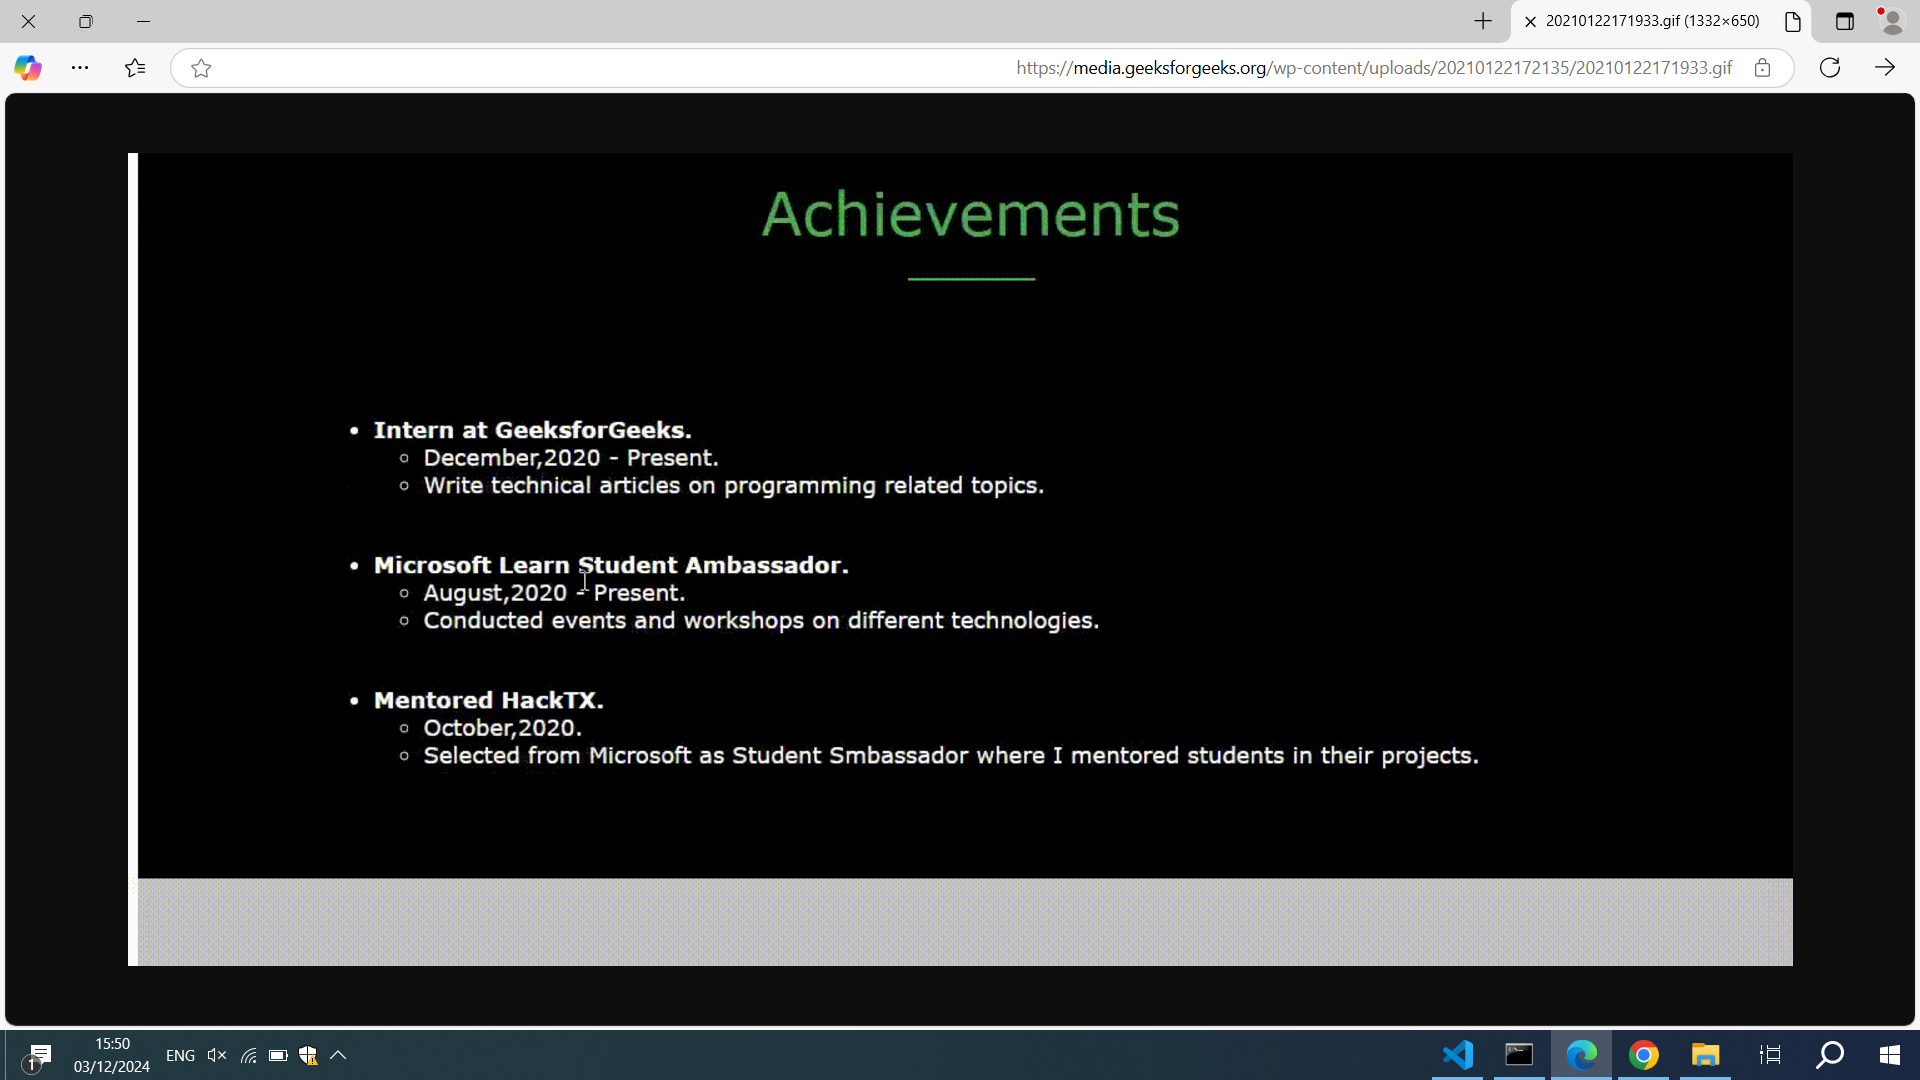 20210122171933.gif (1332×650)
https://media.geeksforgeeks.org/wp-content/uploads/20210122172135/20210122171933.gif
Achievements
• Intern at GeeksforGeeks.
○ December,2020 - Present.
○ Write technical articles on programming related topics.
• Microsoft Learn Student Ambassador.
○ August,2020 - Present.
○ Conducted events and workshops on different technologies.
• Mentored HackTX.
○ October,2020.
○ Selected from Microsoft as Student Smbassador where I mentored students in their projects.
1
15:50
03/12/2024
ENG